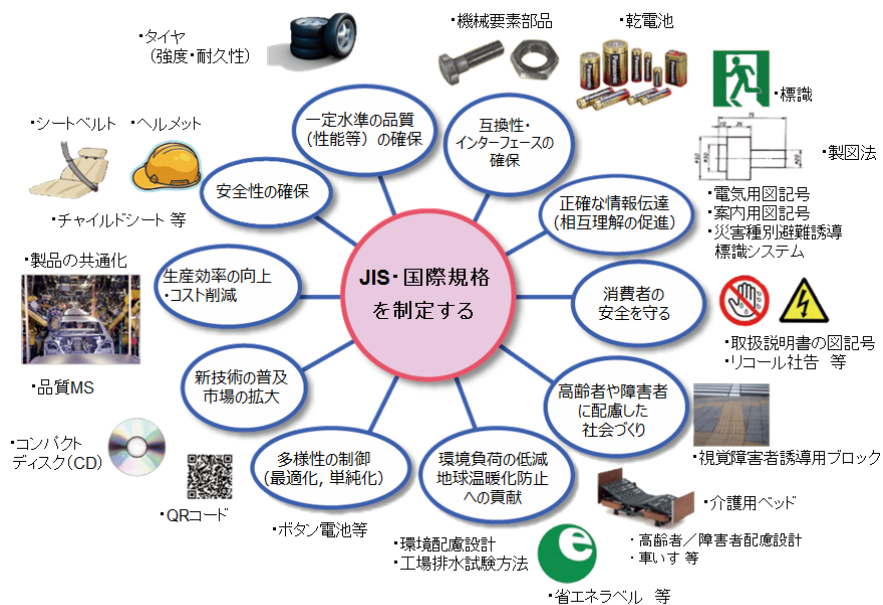 ・タイヤ
（強度・耐久性）
・機械要素部品
・乾電池
・標識
・製図法
・電気用図記号
・案内用図記号
・災害種別避難誘導
標識システム
・シートベルト
・ヘルメット
・チャイルドシート 等
一定水準の品質
（性能等）の確保
互換性・
インターフェースの
確保
安全性の確保
正確な情報伝達
（相互理解の促進）
・製品の共通化
生産効率の向上
・コスト削減
JIS・国際規格
を制定する
消費者の
安全を守る
・取扱説明書の図記号
・リコール社告 等
・品質MS
新技術の普及
市場の拡大
高齢者や障害者
に配慮した
社会づくり
・視覚障害者誘導用ブロック
・コンパクト
ディスク(CD)
・QRコード
多様性の制御
（最適化, 単純化）
・ボタン電池等
環境負荷の低減
地球温暖化防止
への貢献
・環境配慮設計
・工場排水試験方法
・省エネラベル 等
・介護用ベッド
・高齢者／障害者配慮設計
・車いす 等